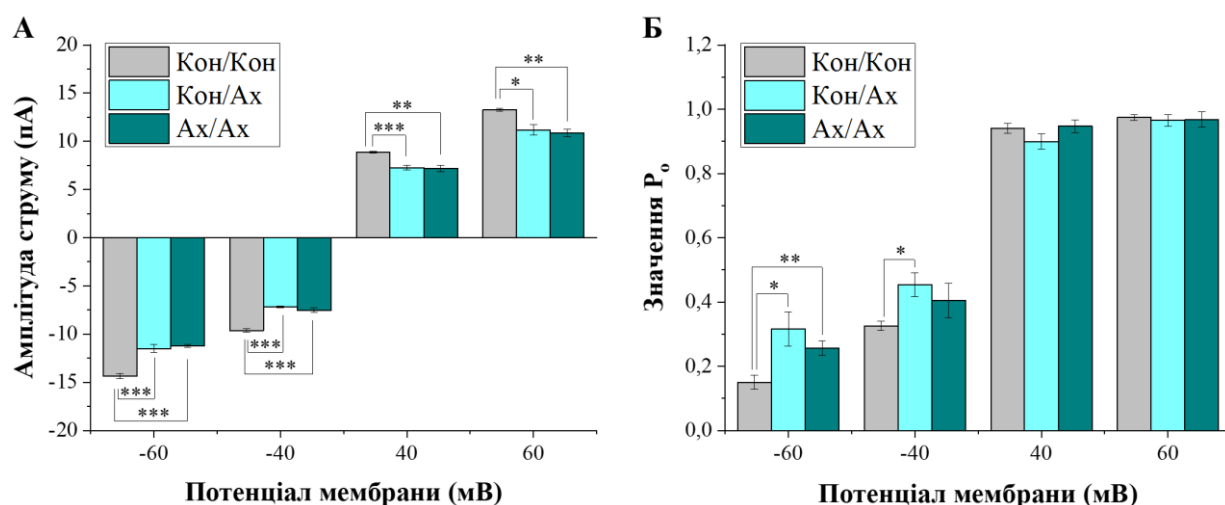 А
20
15
10
5
0
-5
-10
-15
-20
Амплітуда струму (пА)
Кон/Кон
Кон/Ах
Ах/Ах
***
***
***
***
***
**
*
**
-60
-40
40
60
Потенціал мембрани (мВ)
Б
1,2
1,0
0,8
0,6
0,4
0,2
0,0
Значення Pо
Кон/Кон
Кон/Ах
Ах/Ах
**
*
*
-60
-40
40
60
Потенціал мембрани (мВ)